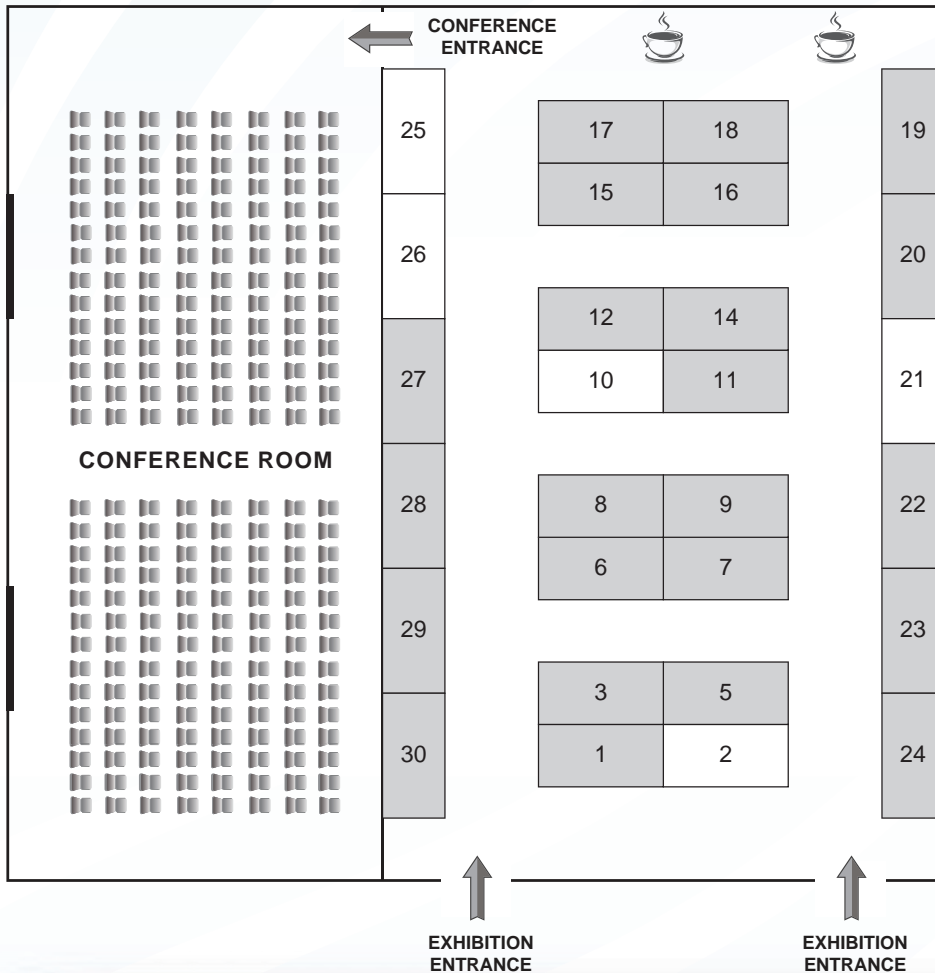 CONFERENCE
ENTRANCE
25
17 18
19
15 16
26
20
12 14
27
10 11
21
CONFERENCE ROOM
28
8 9
22
6 7
29
23
3 5
30
1 2
24
EXHIBITION
ENTRANCE
EXHIBITION
ENTRANCE